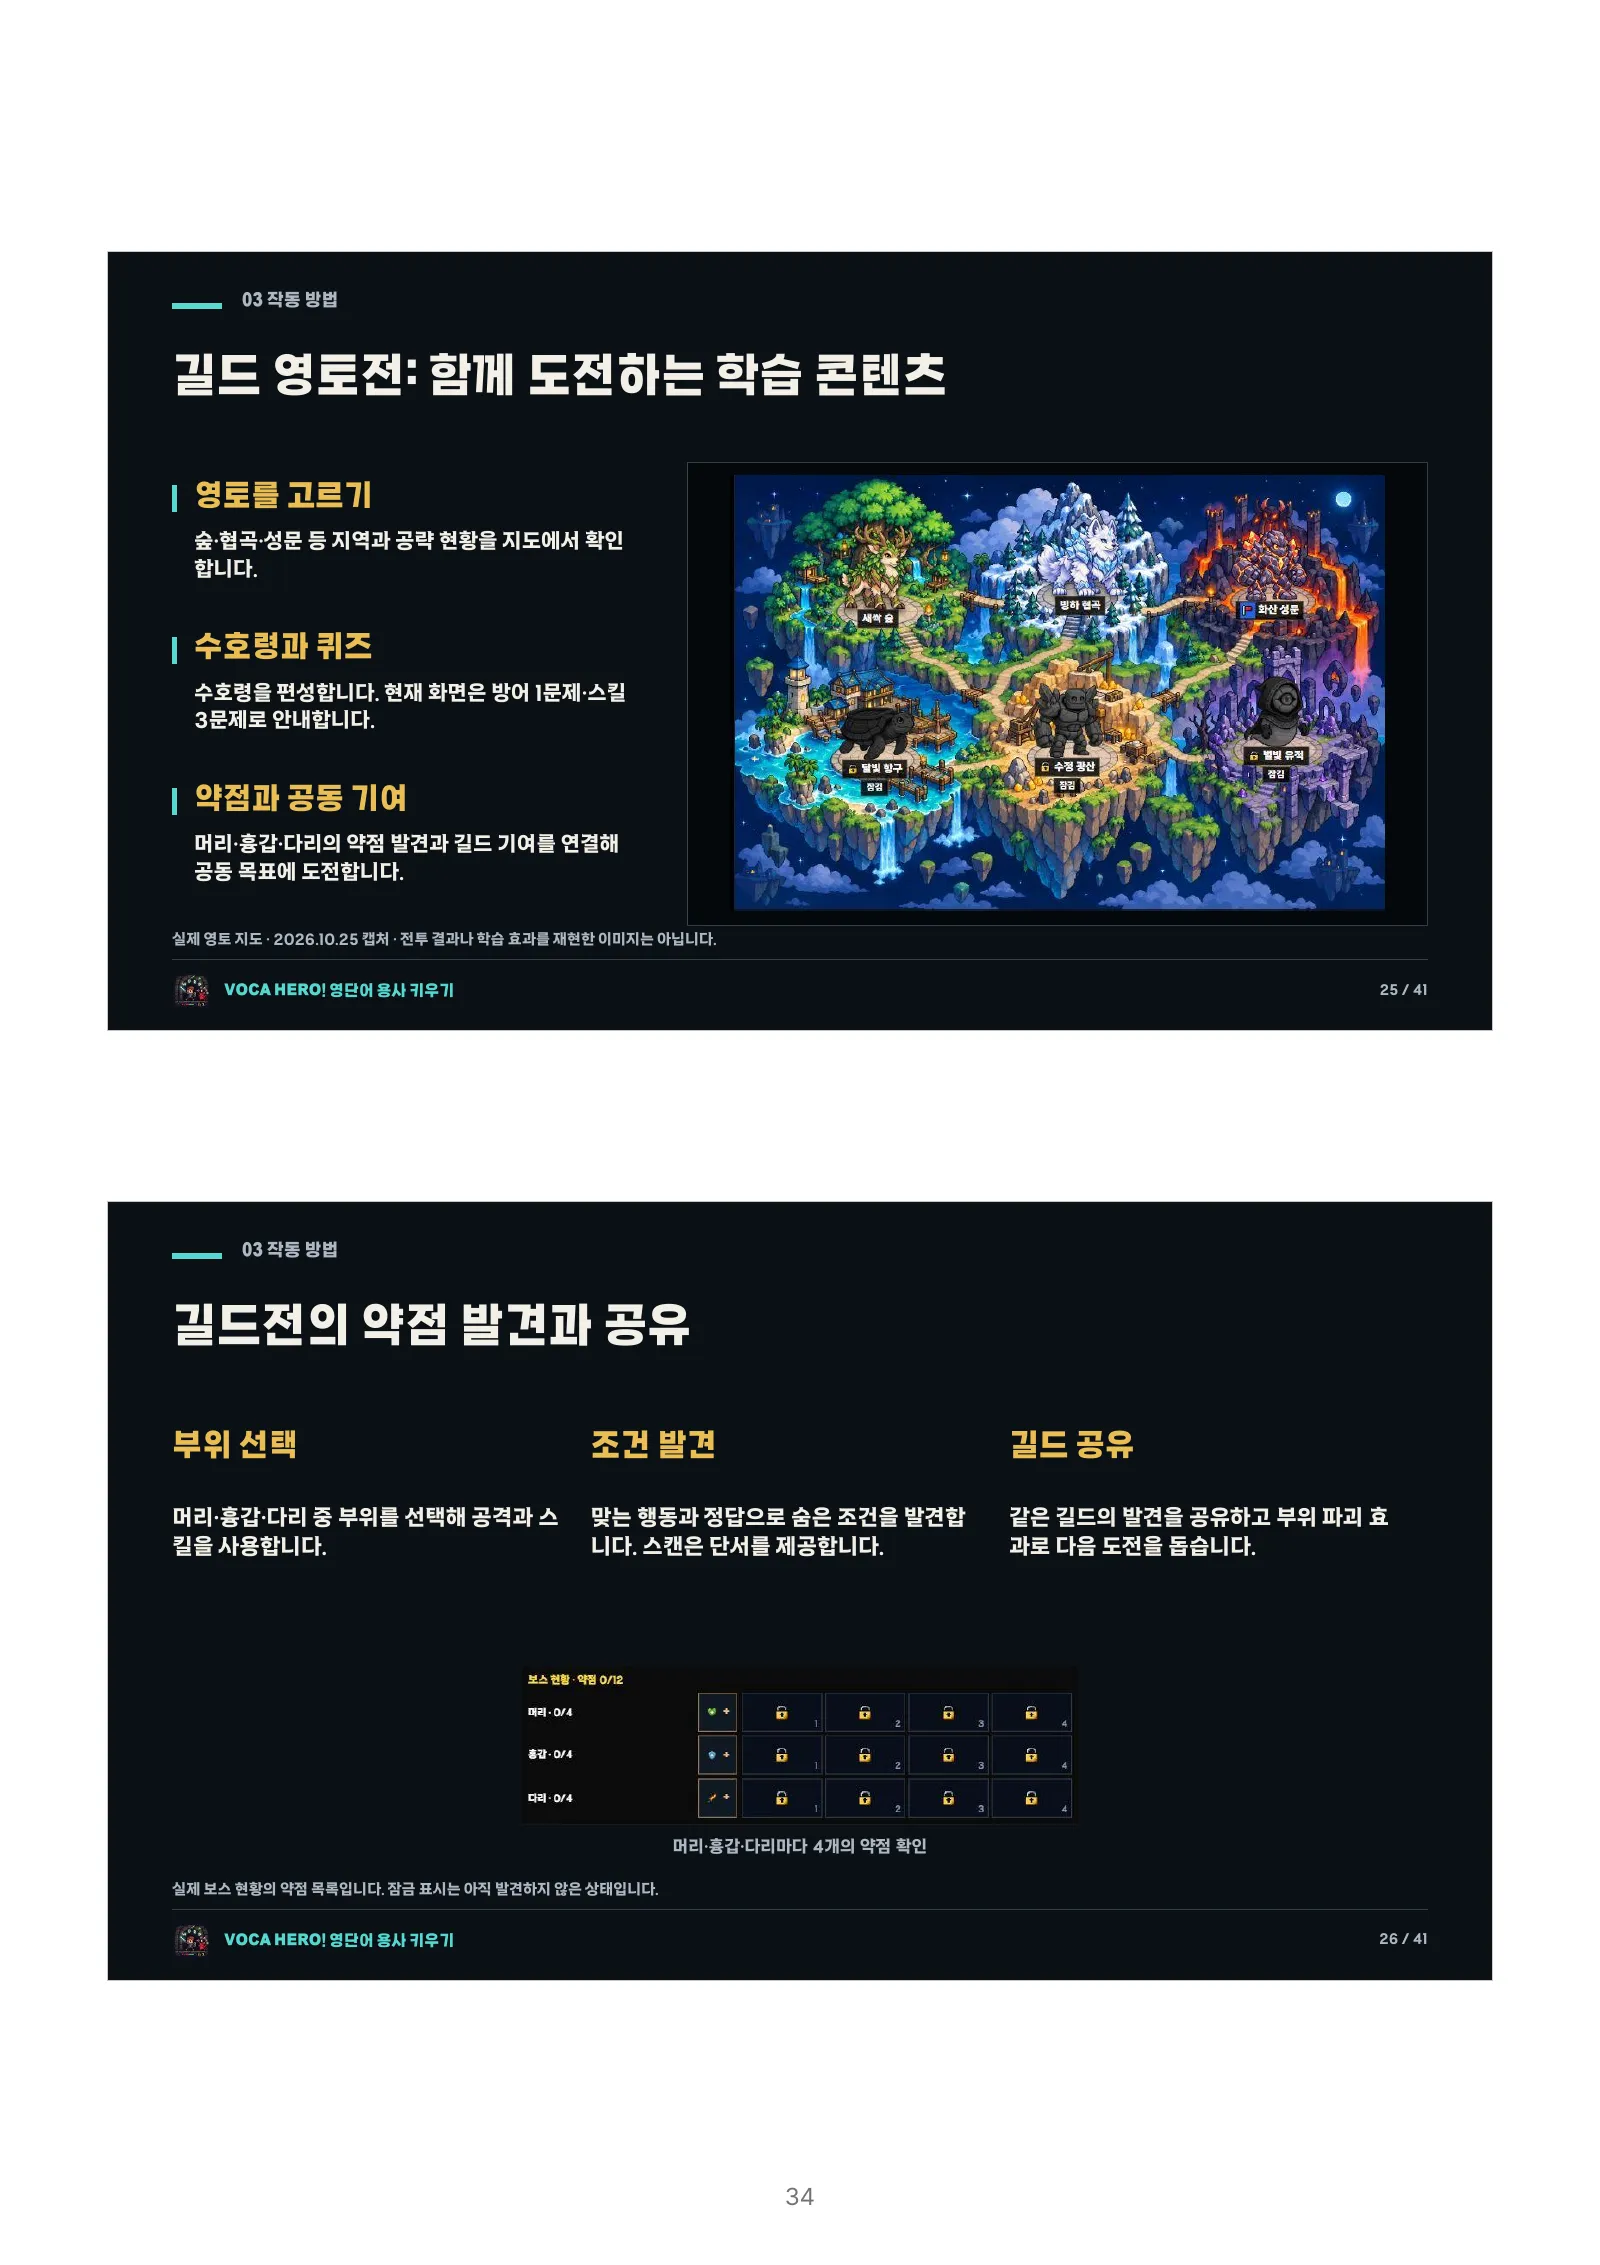 03 작동 방법
길드 영토전: 함께 도전하는 학습 콘텐츠
영토를 고르기
숲·협곡·성문 등 지역과 공략 현황을 지도에서 확인
합니다.
수호령과 퀴즈
수호령을 편성합니다. 현재 화면은 방어 1문제·스킬
3문제로 안내합니다.
약점과 공동 기여
머리·흉갑·다리의 약점 발견과 길드 기여를 연결해
공동 목표에 도전합니다.
새싹 숲
빙하 협곡
화산 성문
달빛 항구
잠김
수정 광산
잠김
별빛 유적
잠김
실제 영토 지도 · 2026.10.25 캡처 · 전투 결과나 학습 효과를 재현한 이미지는 아닙니다.
VOCA HERO! 영단어 용사 키우기
25 / 41
03 작동 방법
길드전의 약점 발견과 공유
부위 선택
머리·흉갑·다리 중 부위를 선택해 공격과 스
킬을 사용합니다.
조건 발견
맞는 행동과 정답으로 숨은 조건을 발견합
니다. 스캔은 단서를 제공합니다.
길드 공유
같은 길드의 발견을 공유하고 부위 파괴 효
과로 다음 도전을 돕습니다.
보스 현황 · 약점 0/12
머리 · 0/4
+ 1 2 3 4
흉갑 · 0/4
+ 1 2 3 4
다리 · 0/4
+ 1 2 3 4
머리·흉갑·다리마다 4개의 약점 확인
실제 보스 현황의 약점 목록입니다. 잠금 표시는 아직 발견하지 않은 상태입니다.
VOCA HERO! 영단어 용사 키우기
26 / 41
34